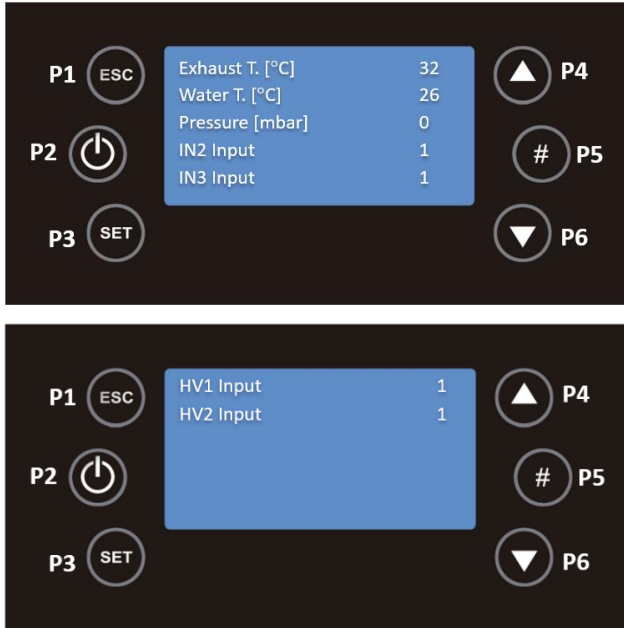 P1 ESC Exhaust T. [°C] 32 P4
Water T. [°C] 26
Pressure [mbar] 0
P2 IN2 Input 1 # P5
IN3 Input 1
P3 SET P6
P1 ESC HV1 Input 1 P4
HV2 Input 1
P2 # P5
P3 SET P6